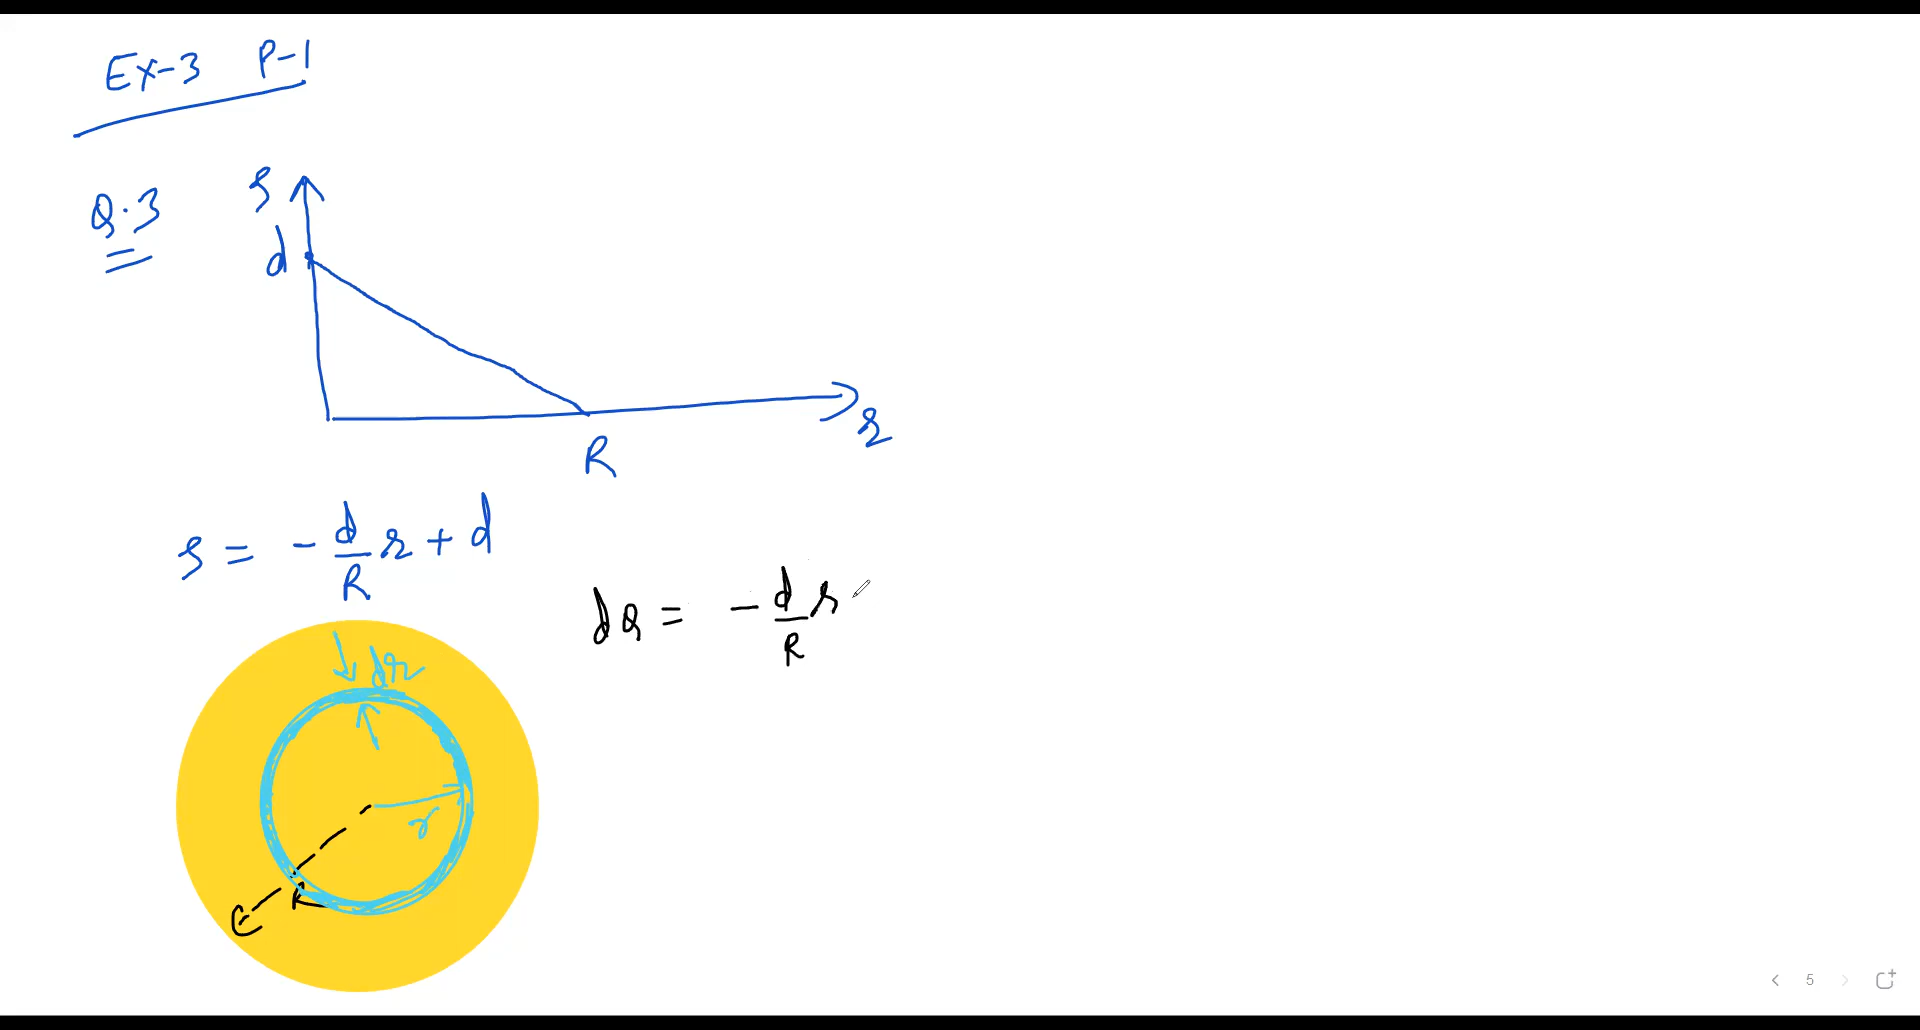 Ex-3 P-1
Q.3
ρ
d
R
r
ρ = - d/R r + d
dQ = - d/R r
dr
r
5